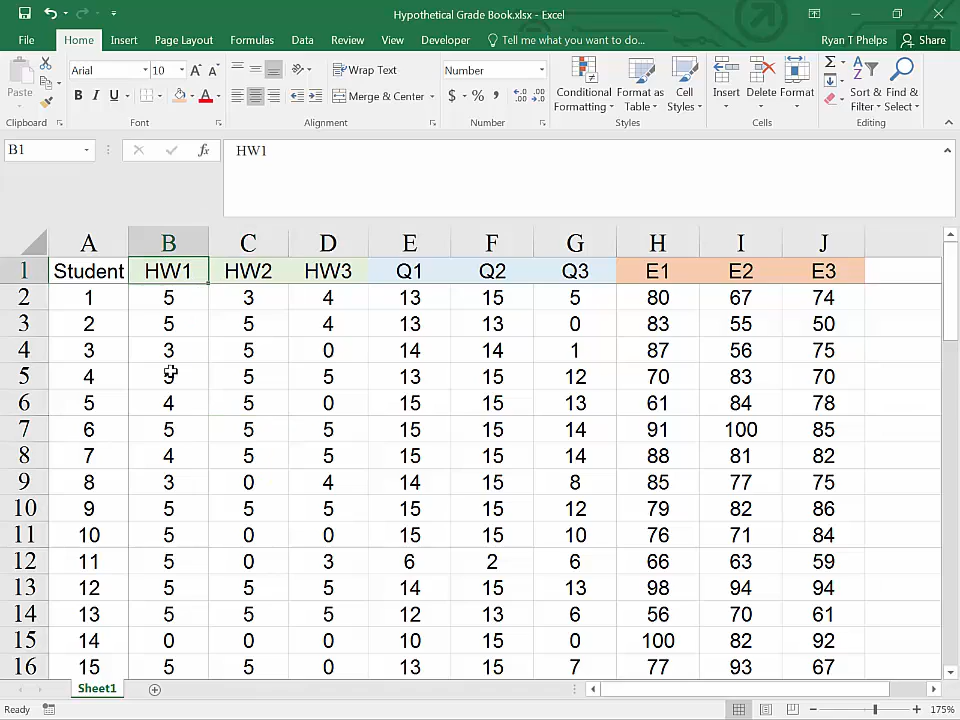 Hypothetical Grade Book.xlsx - Excel
File Home Insert Page Layout Formulas Data Review View Developer Tell me what you want to do... Ryan T Phelps Share
Paste
Arial 10 A A
B I U A
Wrap Text
Merge & Center
Number
$ % ,
Conditional Formatting
Format as Table
Cell Styles
Insert Delete Format
Sort & Filter
Find & Select
Clipboard Font Alignment Number Styles Cells Editing
B1 fx HW1
A B C D E F G H I J
1 Student HW1 HW2 HW3 Q1 Q2 Q3 E1 E2 E3
2 1 5 3 4 13 15 5 80 67 74
3 2 5 5 4 13 13 0 83 55 50
4 3 3 5 0 14 14 1 87 56 75
5 4 5 5 5 13 15 12 70 83 70
6 5 4 5 0 15 15 13 61 84 78
7 6 5 5 5 15 15 14 91 100 85
8 7 4 5 5 15 15 14 88 81 82
9 8 3 0 4 14 15 8 85 77 75
10 9 5 5 5 15 15 12 79 82 86
11 10 5 0 0 15 15 10 76 71 84
12 11 5 0 3 6 2 6 66 63 59
13 12 5 5 5 14 15 13 98 94 94
14 13 5 5 5 12 13 6 56 70 61
15 14 0 0 0 10 15 0 100 82 92
16 15 5 5 0 13 15 7 77 93 67
Sheet1
Ready 175%